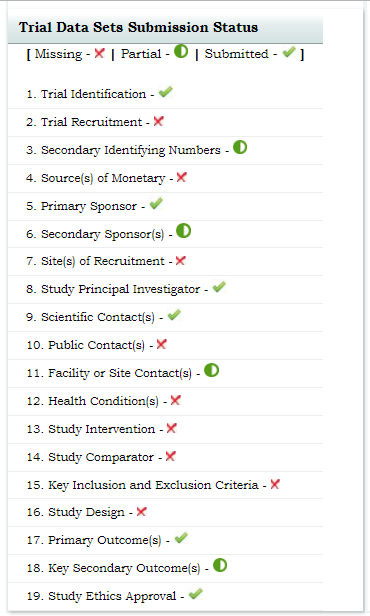 Trial Data Sets Submission Status
[ Missing - ❌ | Partial - ◐ | Submitted - ✔ ]
1. Trial Identification - ✔
2. Trial Recruitment - ❌
3. Secondary Identifying Numbers - ◐
4. Source(s) of Monetary - ❌
5. Primary Sponsor - ✔
6. Secondary Sponsor(s) - ◐
7. Site(s) of Recruitment - ❌
8. Study Principal Investigator - ✔
9. Scientific Contact(s) - ✔
10. Public Contact(s) - ❌
11. Facility or Site Contact(s) - ◐
12. Health Condition(s) - ❌
13. Study Intervention - ❌
14. Study Comparator - ❌
15. Key Inclusion and Exclusion Criteria - ❌
16. Study Design - ❌
17. Primary Outcome(s) - ✔
18. Key Secondary Outcome(s) - ◐
19. Study Ethics Approval - ✔